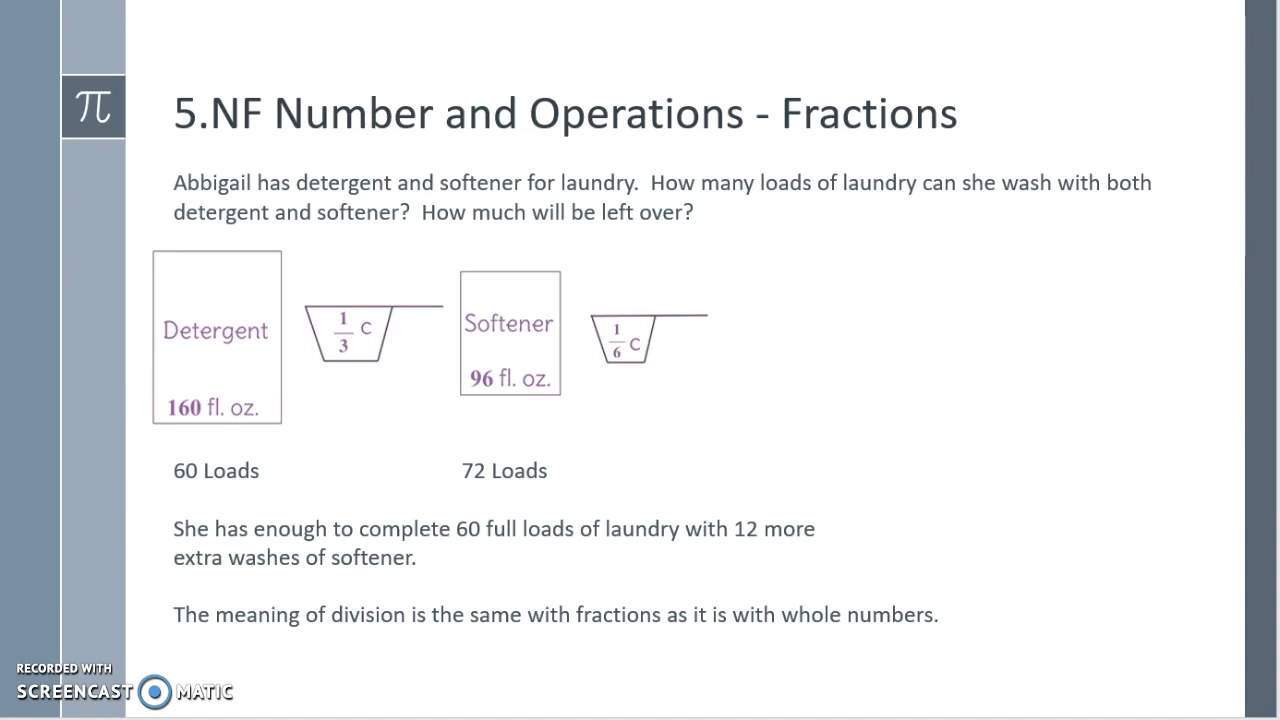 π
5.NF Number and Operations - Fractions
Abbigail has detergent and softener for laundry.  How many loads of laundry can she wash with both
detergent and softener?  How much will be left over?
Detergent
160 fl. oz.
1/3 c
Softener
96 fl. oz.
1/6 c
60 Loads
72 Loads
She has enough to complete 60 full loads of laundry with 12 more
extra washes of softener.
The meaning of division is the same with fractions as it is with whole numbers.
RECORDED WITH
SCREENCAST MATIC